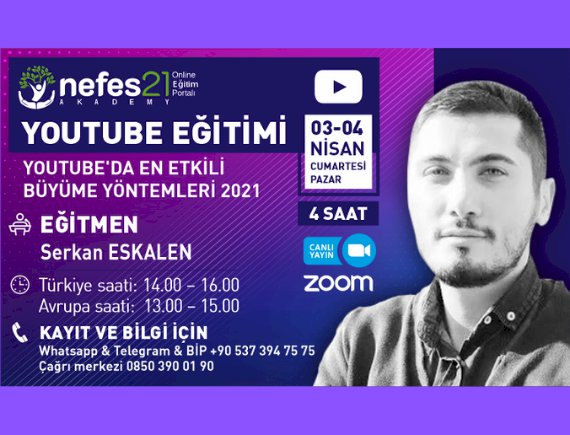 nefes21
Online
Eğitim
Portalı
AKADEMY
YOUTUBE EĞİTİMİ
YOUTUBE'DA EN ETKİLİ
BÜYÜME YÖNTEMLERİ 2021
03-04
NİSAN
CUMARTESİ
PAZAR
4 SAAT
EĞİTMEN
Serkan ESKALEN
CANLI
YAYIN
zoom
Türkiye saati: 14.00 – 16.00
Avrupa saati: 13.00 – 15.00
KAYIT VE BİLGİ İÇİN
Whatsapp & Telegram & BİP +90 537 394 75 75
Çağrı merkezi 0850 390 01 90